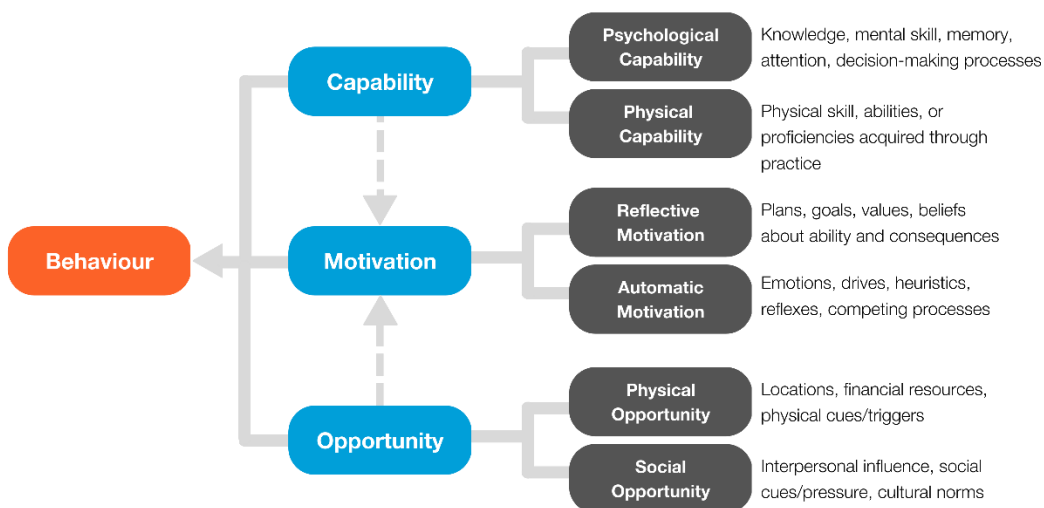 Psychological
Capability
Knowledge, mental skill, memory,
attention, decision-making processes
Capability
Physical
Capability
Physical skill, abilities, or
proficiencies acquired through
practice
Behaviour
Motivation
Reflective
Motivation
Plans, goals, values, beliefs
about ability and consequences
Automatic
Motivation
Emotions, drives, heuristics,
reflexes, competing processes
Opportunity
Physical
Opportunity
Locations, financial resources,
physical cues/triggers
Social
Opportunity
Interpersonal influence, social
cues/pressure, cultural norms